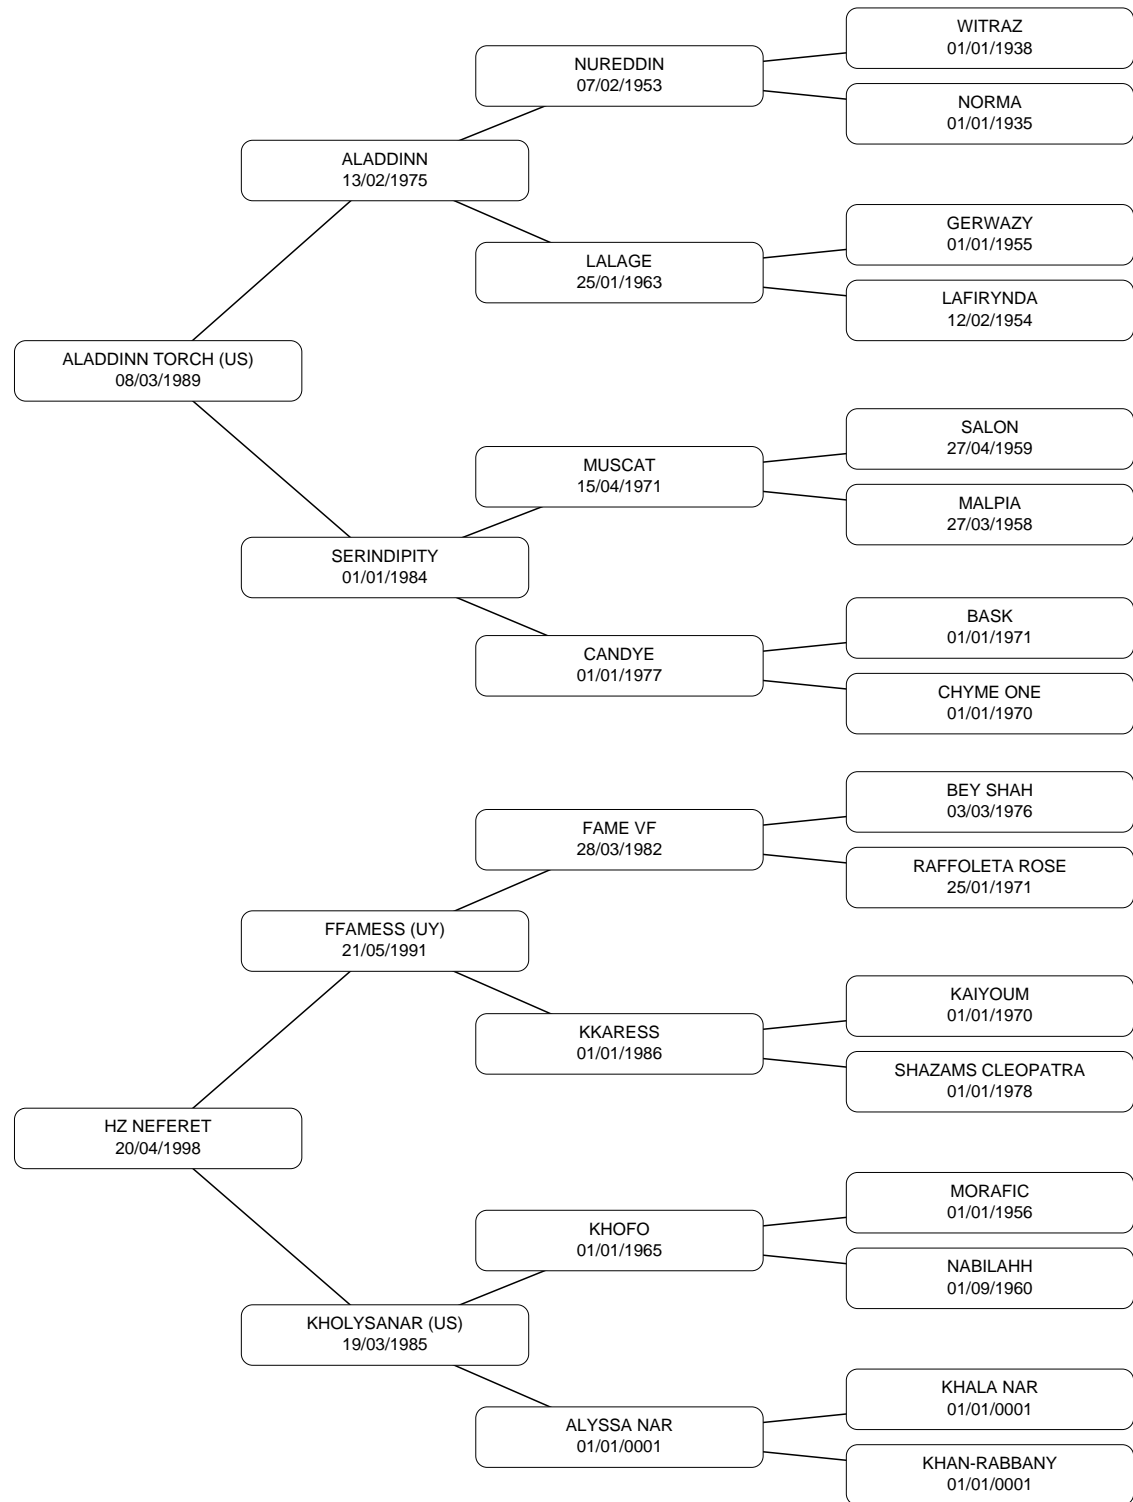 WITRAZ
01/01/1938
NUREDDIN
07/02/1953
NORMA
01/01/1935
ALADDINN
13/02/1975
GERWAZY
01/01/1955
LALAGE
25/01/1963
LAFIRYNDA
12/02/1954
ALADDINN TORCH (US)
08/03/1989
SALON
27/04/1959
MUSCAT
15/04/1971
MALPIA
27/03/1958
SERINDIPITY
01/01/1984
BASK
01/01/1971
CANDYE
01/01/1977
CHYME ONE
01/01/1970
BEY SHAH
03/03/1976
FAME VF
28/03/1982
RAFFOLETA ROSE
25/01/1971
FFAMESS (UY)
21/05/1991
KAIYOUM
01/01/1970
KKARESS
01/01/1986
SHAZAMS CLEOPATRA
01/01/1978
HZ NEFERET
20/04/1998
MORAFIC
01/01/1956
KHOFO
01/01/1965
NABILAHH
01/09/1960
KHOLYSANAR (US)
19/03/1985
KHALA NAR
01/01/0001
ALYSSA NAR
01/01/0001
KHAN-RABBANY
01/01/0001